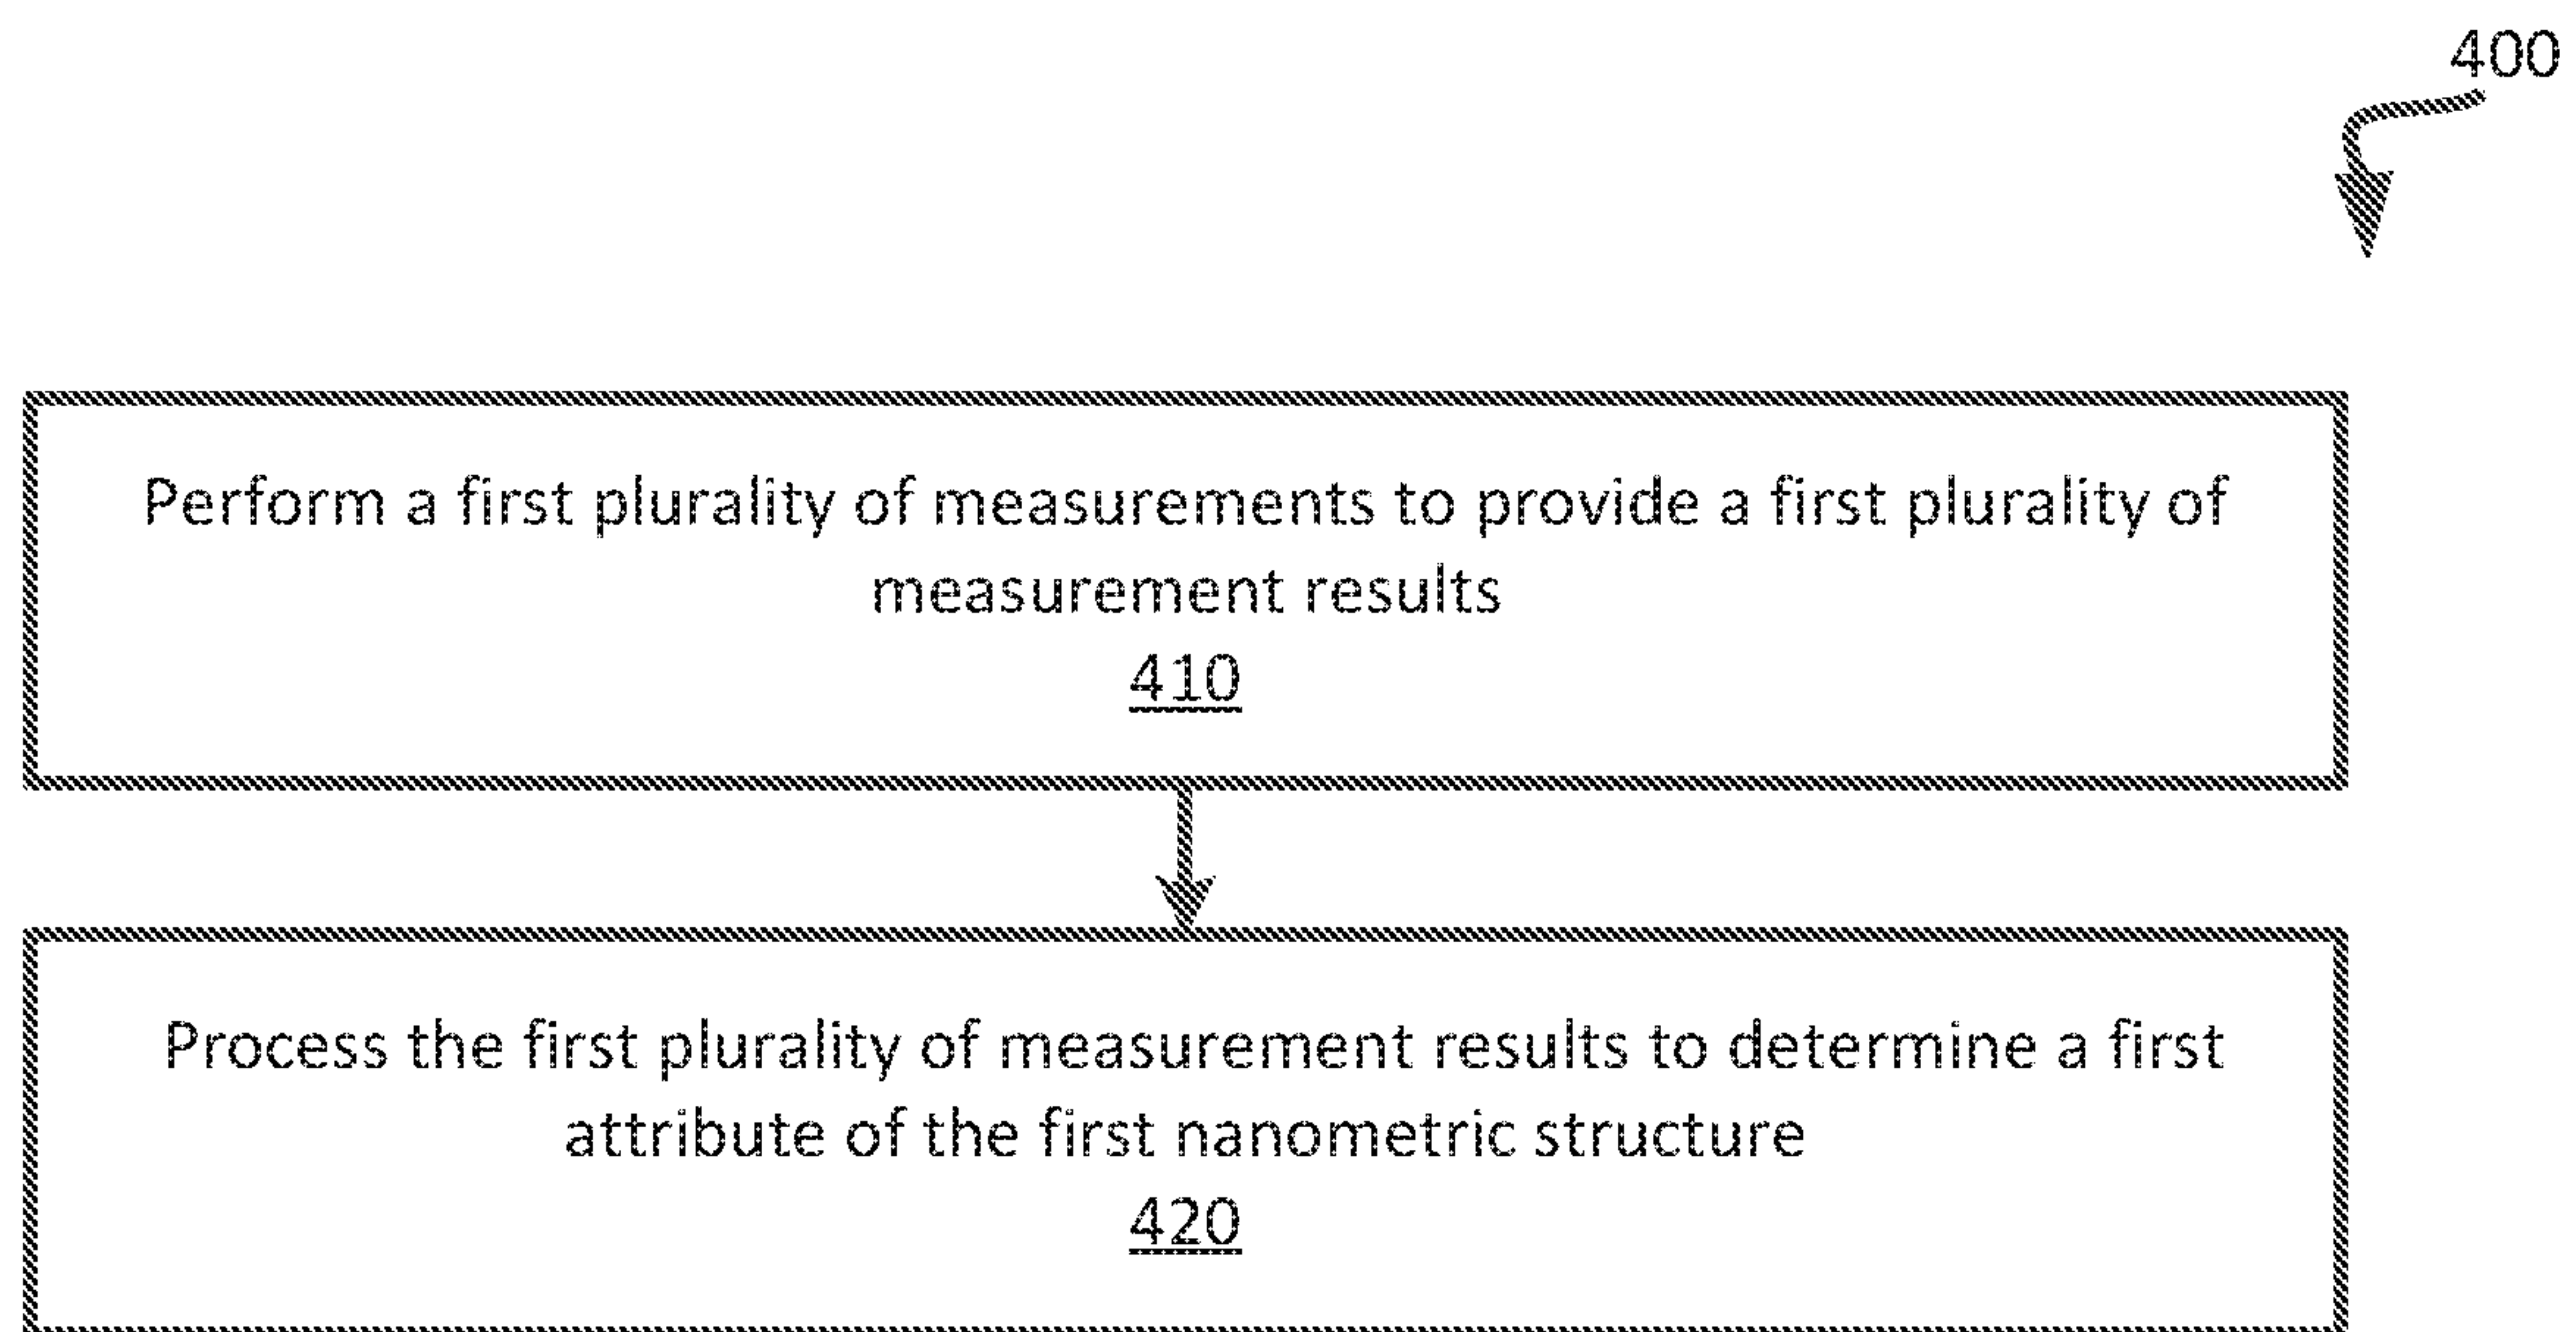 400
Perform a first plurality of measurements to provide a first plurality of
measurement results
410
Process the first plurality of measurement results to determine a first
attribute of the first nanometric structure
420